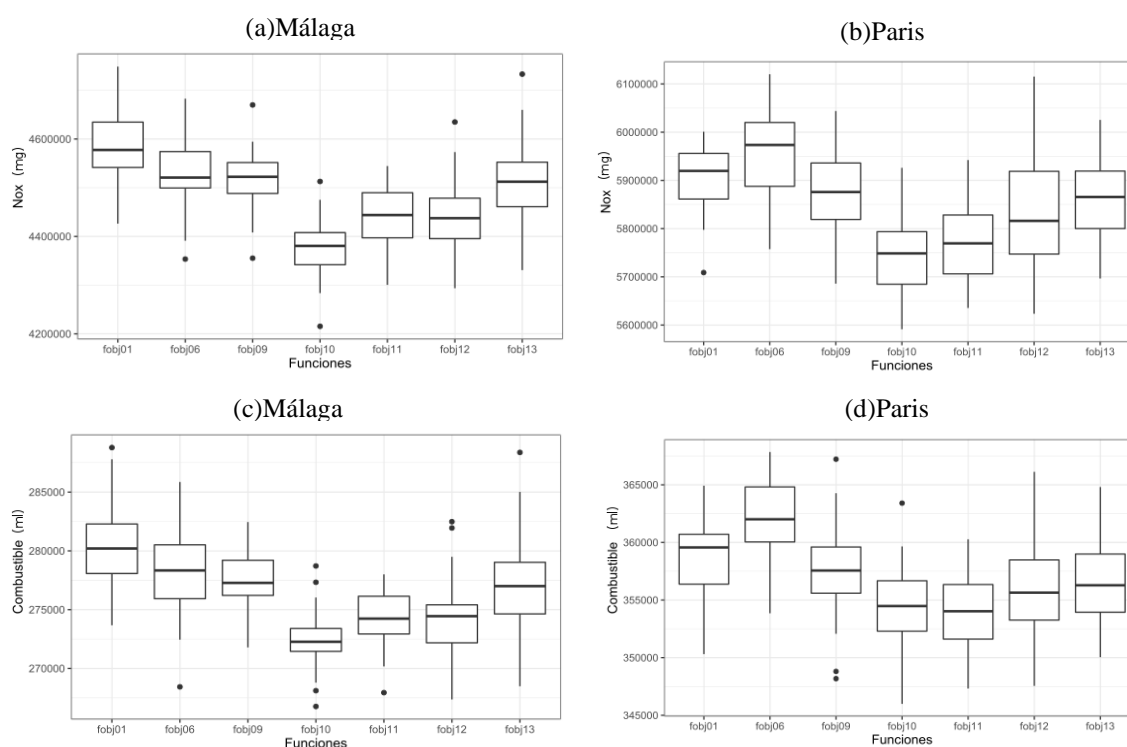 (a)Málaga
Nox (mg)
4600000
4400000
4200000
fobj01 fobj06 fobj09 fobj10 fobj11 fobj12 fobj13
Funciones
(b)Paris
Nox (mg)
6100000
6000000
5900000
5800000
5700000
5600000
fobj01 fobj06 fobj09 fobj10 fobj11 fobj12 fobj13
Funciones
(c)Málaga
Combustible (ml)
285000
280000
275000
270000
fobj01 fobj06 fobj09 fobj10 fobj11 fobj12 fobj13
Funciones
(d)Paris
Combustible (ml)
365000
360000
355000
350000
345000
fobj01 fobj06 fobj09 fobj10 fobj11 fobj12 fobj13
Funciones